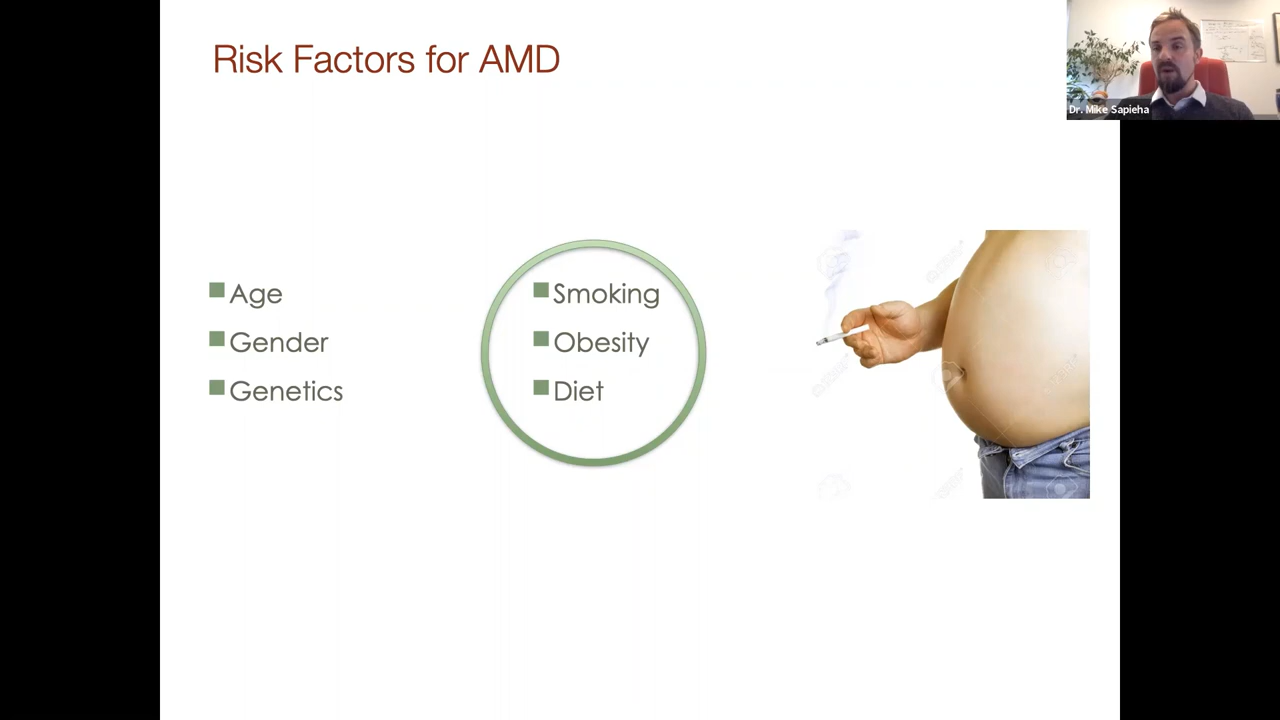 Risk Factors for AMD
Dr. Mike Sapieha
Age
Gender
Genetics
Smoking
Obesity
Diet